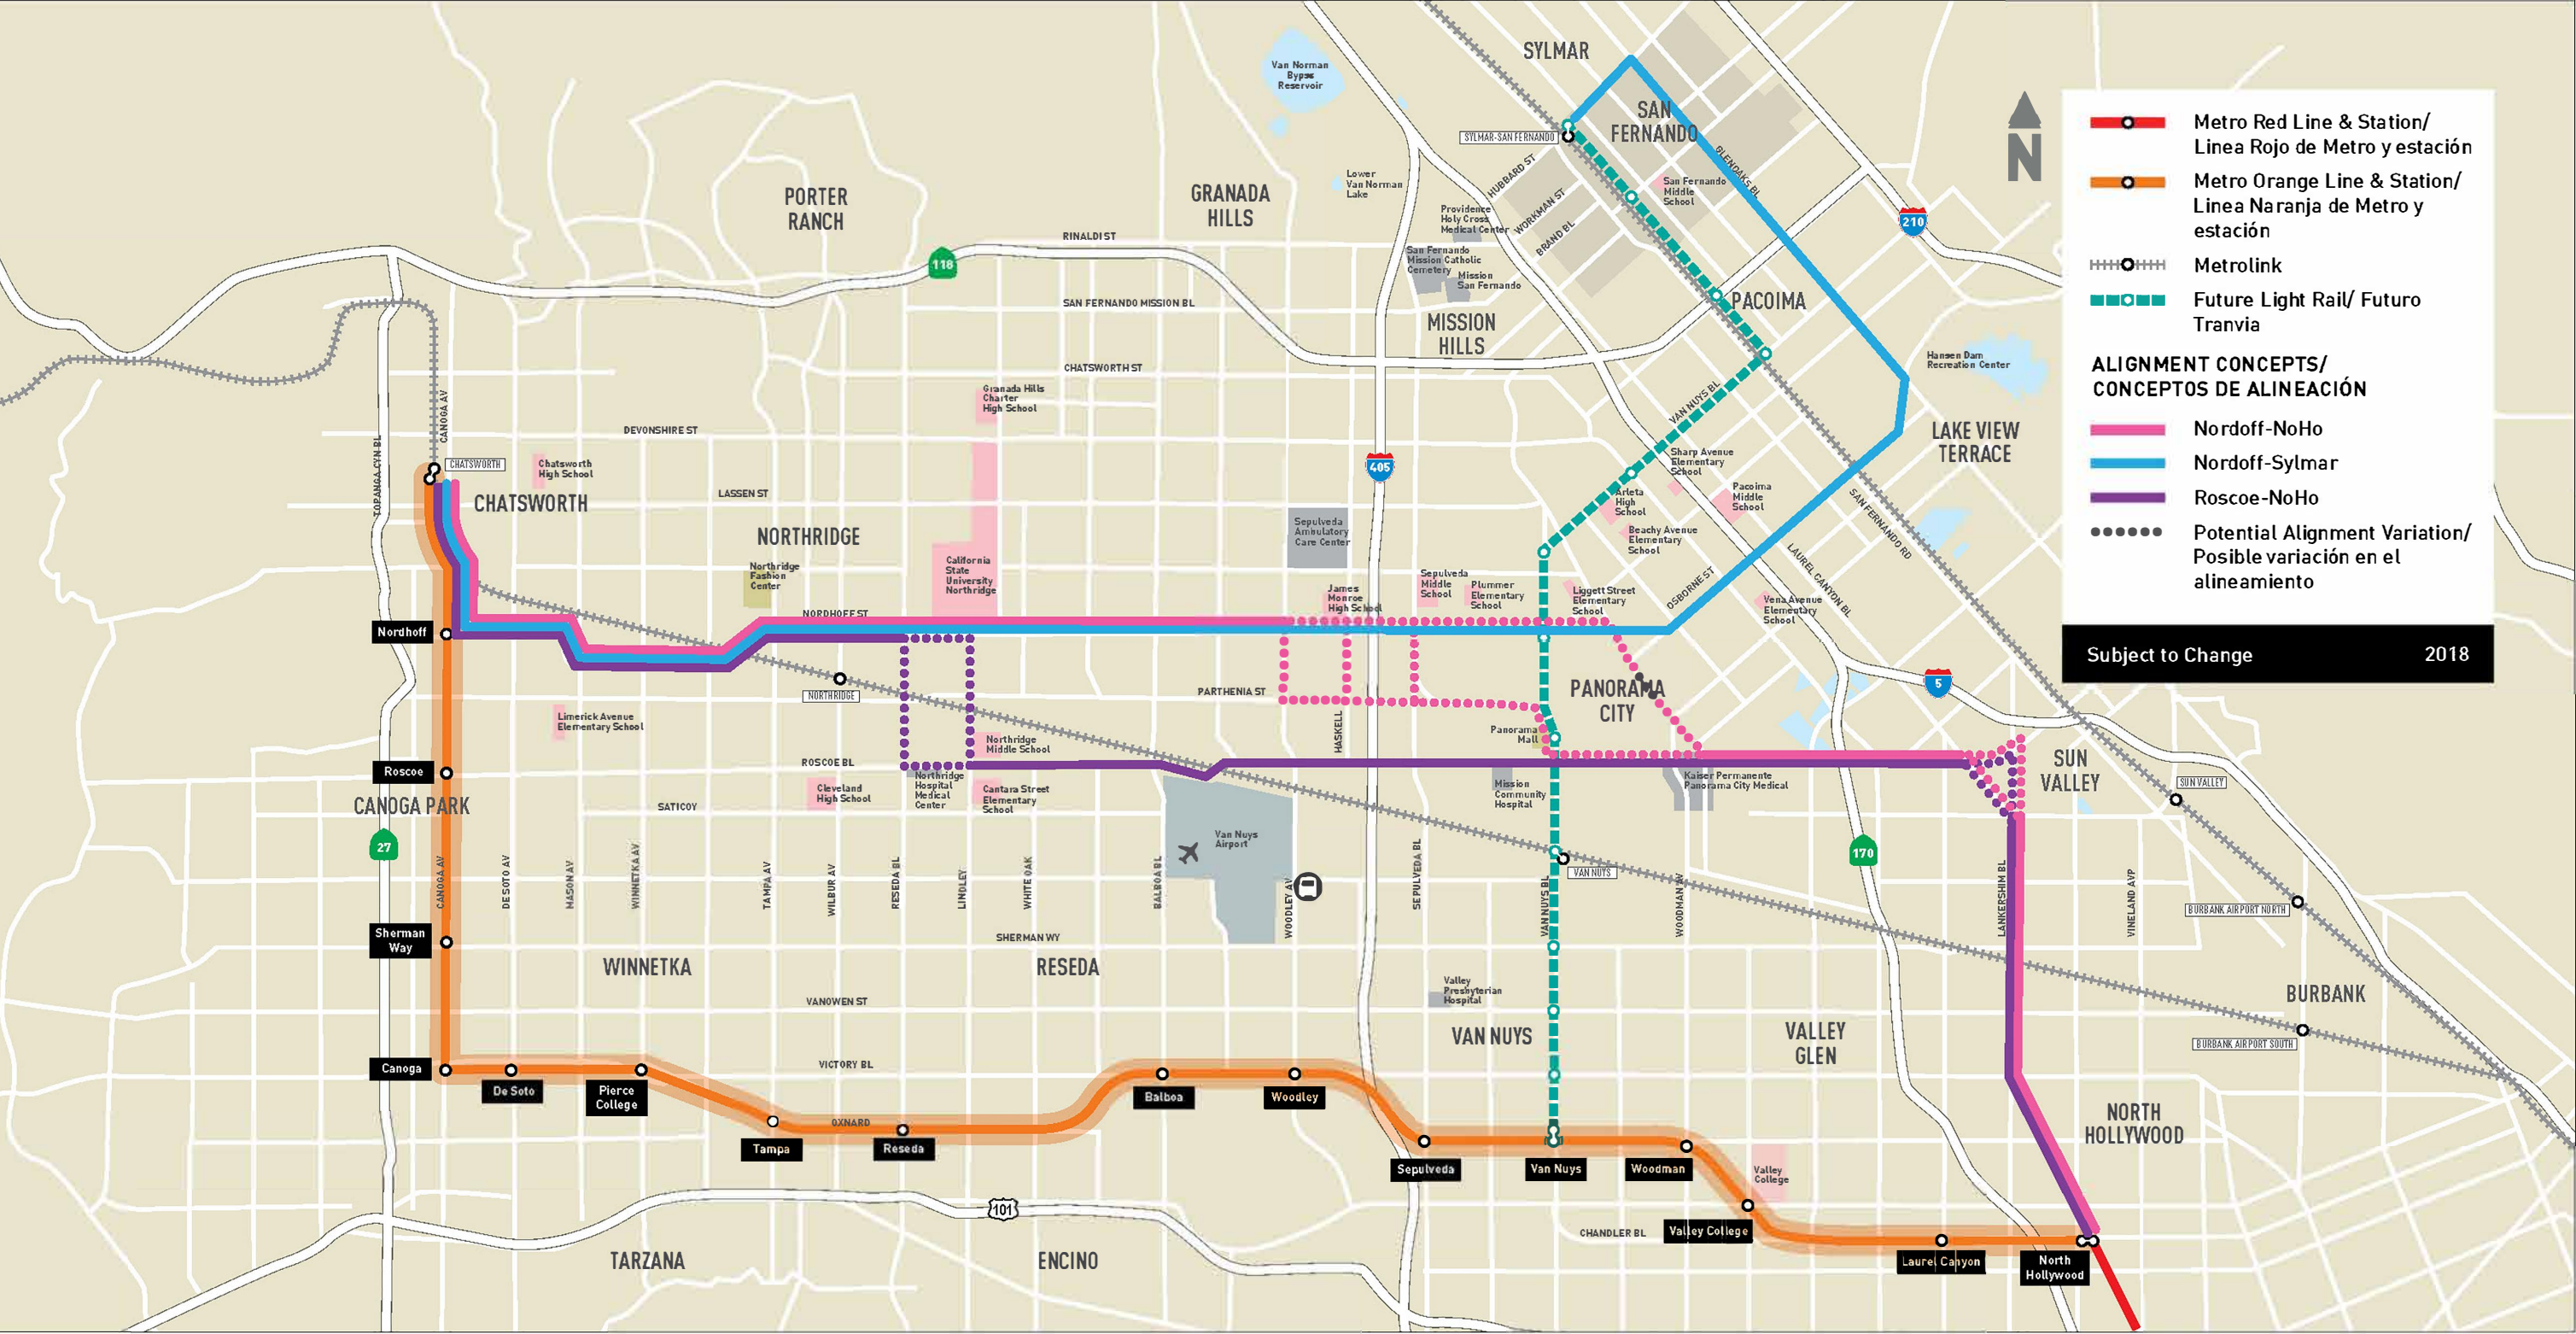 SYLMAR
SAN
FERNANDO
SYLMAR-SAN FERNANDO
GLENOAKS BL
HUBBARD ST
WORKMAN ST
BRAND BL
San Fernando
Middle
School
Van Norman
Bypss
Reservoir
Lower
Van Norman
Lake
PORTER
RANCH
GRANADA
HILLS
Providence
Holy Cross
Medical Center
San Fernando
Mission Catholic
Cemetery
Mission
San Fernando
210
118
RINALDI ST
SAN FERNANDO MISSION BL
MISSION
HILLS
PACOIMA
CHATSWORTH ST
Hansen Dam
Recreation Center
LAKE VIEW
TERRACE
VAN NUYS BL
Granada Hills
Charter
High School
DEVONSHIRE ST
CANOGA AV
TOPANGA CYN BL
CHATSWORTH
Chatsworth
High School
CHATSWORTH
LASSEN ST
405
Sharp Avenue
Elementary
School
Arleta
High
School
Pacoima
Middle
School
Beachy Avenue
Elementary
School
SAN FERNANDO RD
LAUREL CANYON BL
OSBORNE ST
NORTHRIDGE
Northridge
Fashion
Center
California
State
University
Northridge
Sepulveda
Ambulatory
Care Center
James
Monroe
High School
Sepulveda
Middle
School
Plummer
Elementary
School
Liggett Street
Elementary
School
Vena Avenue
Elementary
School
NORDHOFF ST
Nordhoff
NORTHRIDGE
PARTHENIA ST
PANORAMA
CITY
5
Limerick Avenue
Elementary School
HASKELL
Panorama
Mall
Northridge
Middle School
ROSCOE BL
Roscoe
CANOGA PARK
Cleveland
High School
Northridge
Hospital
Medical
Center
Cantara Street
Elementary
School
Mission
Community
Hospital
Kaiser Permanente
Panorama City Medical
SUN
VALLEY
SUN VALLEY
SATICOY
27
Van Nuys
Airport
170
VAN NUYS
CANOGA AV
DE SOTO AV
MASON AV
WINNETKA AV
TAMPA AV
WILBUR AV
RESEDA BL
LINDLEY
WHITE OAK
BALBOA BL
WOODLEY AV
SEPULVEDA BL
VAN NUYS BL
WOODMAN AV
LANKERSHIM BL
VINELAND AVP
BURBANK AIRPORT NORTH
Sherman
Way
SHERMAN WY
WINNETKA
RESEDA
Valley
Presbyterian
Hospital
VANOWEN ST
VAN NUYS
VALLEY
GLEN
BURBANK
BURBANK AIRPORT SOUTH
Canoga
De Soto
Pierce
College
VICTORY BL
Balboa
Woodley
OXNARD
Tampa
Reseda
Sepulveda
Van Nuys
Woodman
Valley
College
NORTH
HOLLYWOOD
101
CHANDLER BL
Valley College
Laurel Canyon
North
Hollywood
TARZANA
ENCINO
N
Metro Red Line & Station/
Linea Rojo de Metro y estación
Metro Orange Line & Station/
Linea Naranja de Metro y
estación
Metrolink
Future Light Rail/ Futuro
Tranvia
ALIGNMENT CONCEPTS/
CONCEPTOS DE ALINEACIÓN
Nordoff-NoHo
Nordoff-Sylmar
Roscoe-NoHo
Potential Alignment Variation/
Posible variación en el
alineamiento
Subject to Change 2018